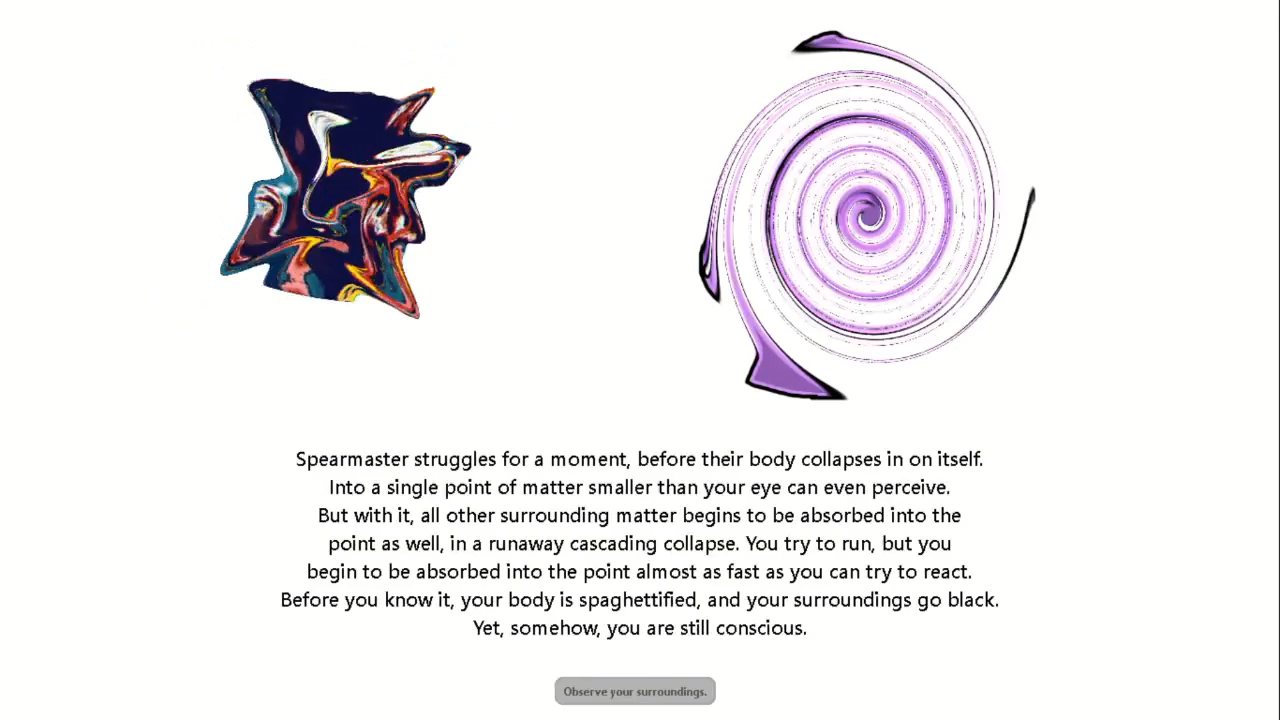 Spearmaster struggles for a moment, before their body collapses in on itself.
Into a single point of matter smaller than your eye can even perceive.
But with it, all other surrounding matter begins to be absorbed into the
point as well, in a runaway cascading collapse. You try to run, but you
begin to be absorbed into the point almost as fast as you can try to react.
Before you know it, your body is spaghettified, and your surroundings go black.
Yet, somehow, you are still conscious.
Observe your surroundings.